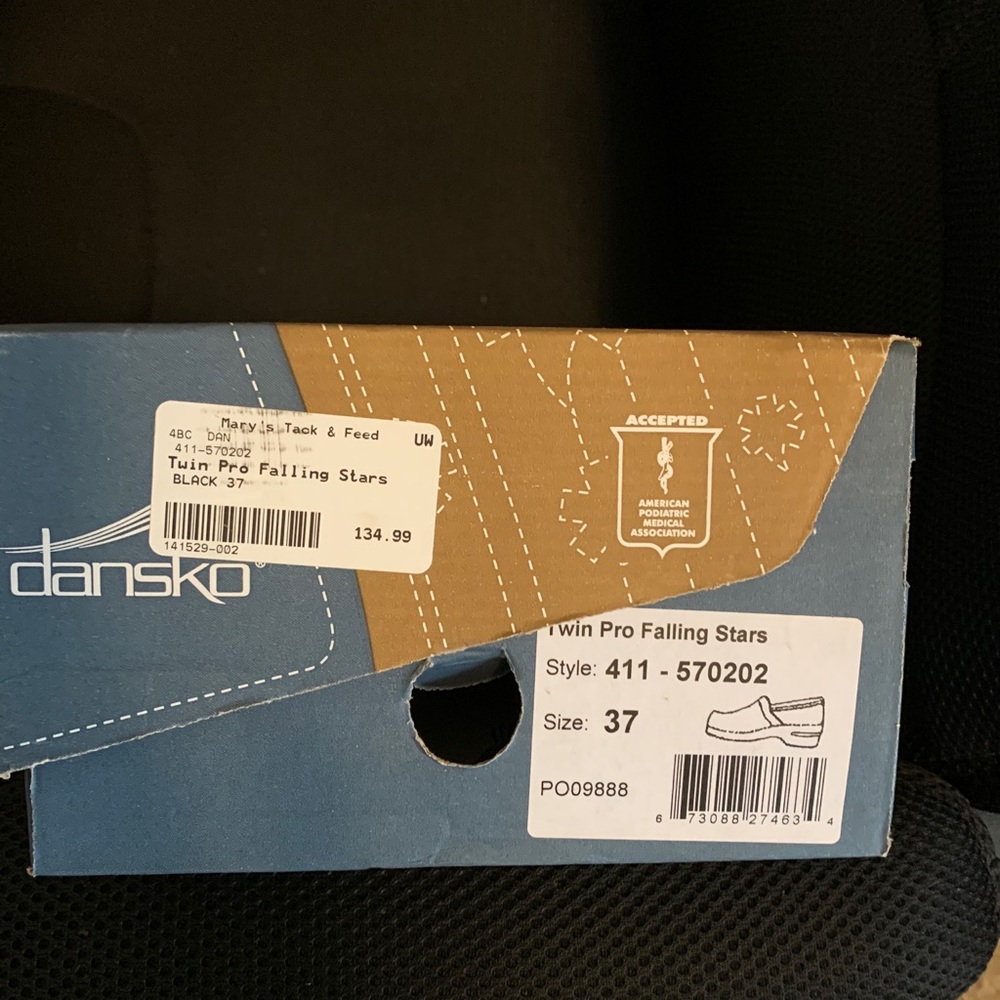 Mary's Tack & Feed
4BC DAN UW
411-570202
Twin Pro Falling Stars
BLACK 37
134.99
141529-002
dansko®
ACCEPTED
AMERICAN
PODIATRIC
MEDICAL
ASSOCIATION
Twin Pro Falling Stars
Style: 411 - 570202
Size: 37
PO09888
6 73088 27463 4